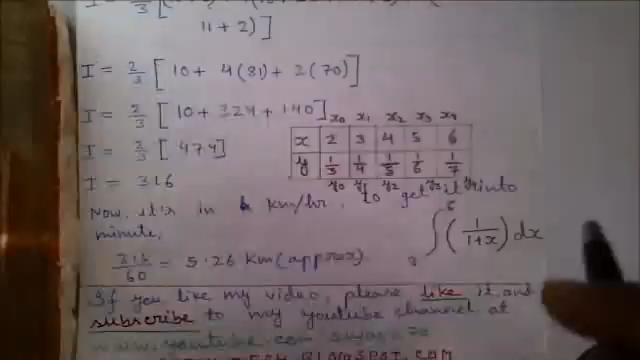 11 + 2)]
I = 2/3 [ 10 + 4(81) + 2(70)]
I = 2/3 [ 10 + 324 + 140]
x0 x1 x2 x3 x4
x 2 3 4 5 6
I = 2/3 [ 474]
y 1/3 1/4 1/5 1/6 1/7
I = 316
y0 y1 y2 y3 y4
Now, it's in km/hr, to get it into
minute,
∫ ( 1/1+x ) dx
316/60 = 5.26 KM (approx).
If you like my video, please like it and
subscribe to my youtube channel at